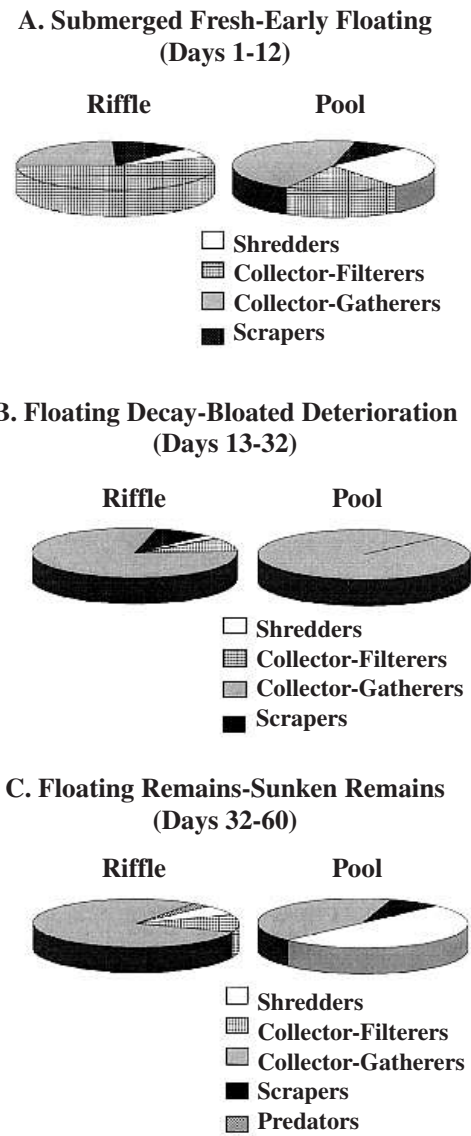 A. Submerged Fresh-Early Floating
(Days 1-12)
Riffle Pool
Shredders
Collector-Filterers
Collector-Gatherers
Scrapers
B. Floating Decay-Bloated Deterioration
(Days 13-32)
Riffle Pool
Shredders
Collector-Filterers
Collector-Gatherers
Scrapers
C. Floating Remains-Sunken Remains
(Days 32-60)
Riffle Pool
Shredders
Collector-Filterers
Collector-Gatherers
Scrapers
Predators